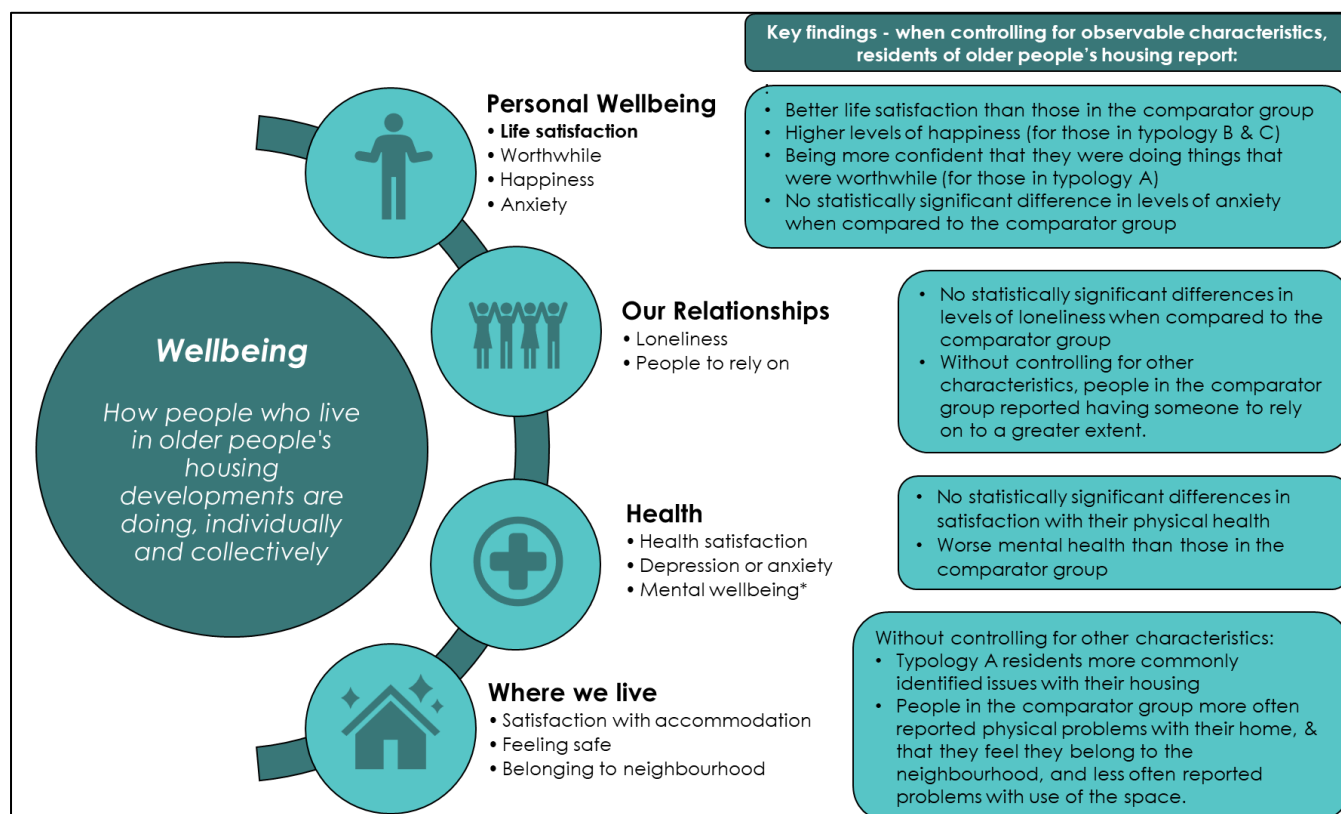 Key findings - when controlling for observable characteristics,
residents of older people's housing report:
Personal Wellbeing
• Life satisfaction
• Worthwhile
• Happiness
• Anxiety
:
• Better life satisfaction than those in the comparator group
• Higher levels of happiness (for those in typology B & C)
• Being more confident that they were doing things that
were worthwhile (for those in typology A)
• No statistically significant difference in levels of anxiety
when compared to the comparator group
Our Relationships
• Loneliness
• People to rely on
• No statistically significant differences in
levels of loneliness when compared to the
comparator group
• Without controlling for other
characteristics, people in the comparator
group reported having someone to rely
on to a greater extent.
Wellbeing
How people who live
in older people's
housing
developments are
doing, individually
and collectively
Health
• Health satisfaction
• Depression or anxiety
• Mental wellbeing*
• No statistically significant differences in
satisfaction with their physical health
• Worse mental health than those in the
comparator group
Where we live
• Satisfaction with accommodation
• Feeling safe
• Belonging to neighbourhood
Without controlling for other characteristics:
• Typology A residents more commonly
identified issues with their housing
• People in the comparator group more often
reported physical problems with their home, &
that they feel they belong to the
neighbourhood, and less often reported
problems with use of the space.